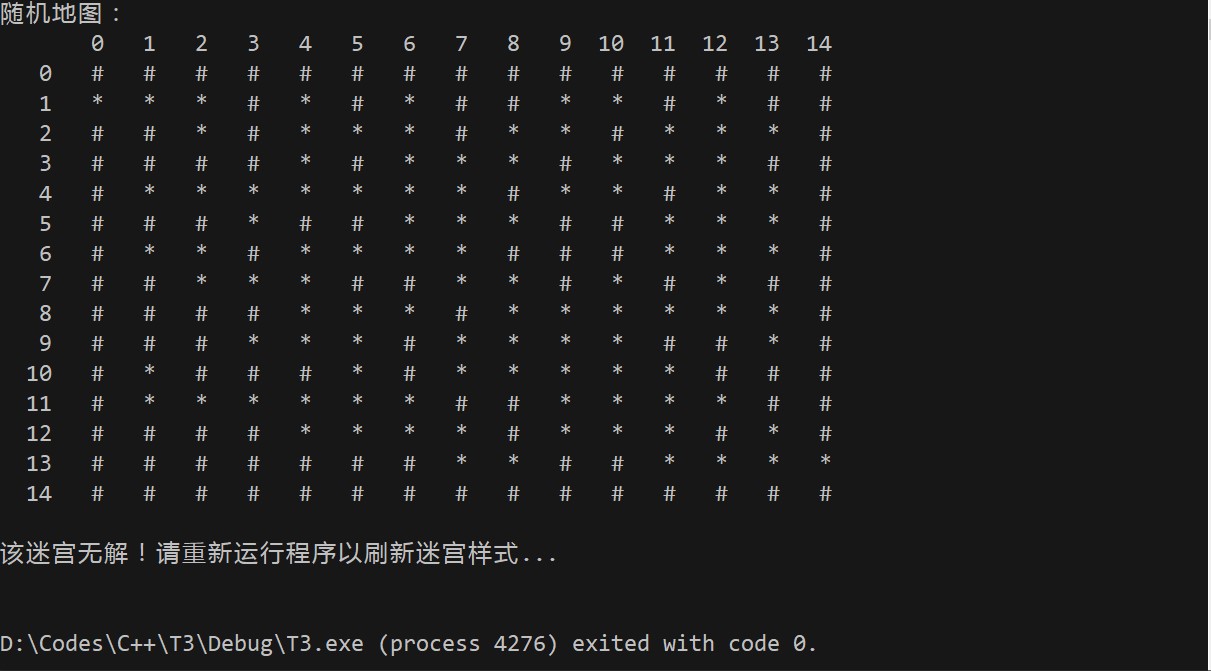 随机地图：
0 1 2 3 4 5 6 7 8 9 10 11 12 13 14
0 # # # # # # # # # # # # # # #
1 * * * # * # * # # * * # * # #
2 # # * # * * * # * * # * * * #
3 # # # # * # * * * # * * * # #
4 # * * * * * * * # * * # * * #
5 # # # * # # * * * # # * * * #
6 # * * # * * * * # # # * * * #
7 # # * * * # # * * # * # * # #
8 # # # # * * * # * * * * * * #
9 # # # * * * # * * * * # # * #
10 # * # # # * # * * * * * # # #
11 # * * * * * * # # * * * * # #
12 # # # # * * * * # * * * # * #
13 # # # # # # # * * # # * * * *
14 # # # # # # # # # # # # # # #
该迷宫无解！请重新运行程序以刷新迷宫样式...
D:\Codes\C++\T3\Debug\T3.exe (process 4276) exited with code 0.